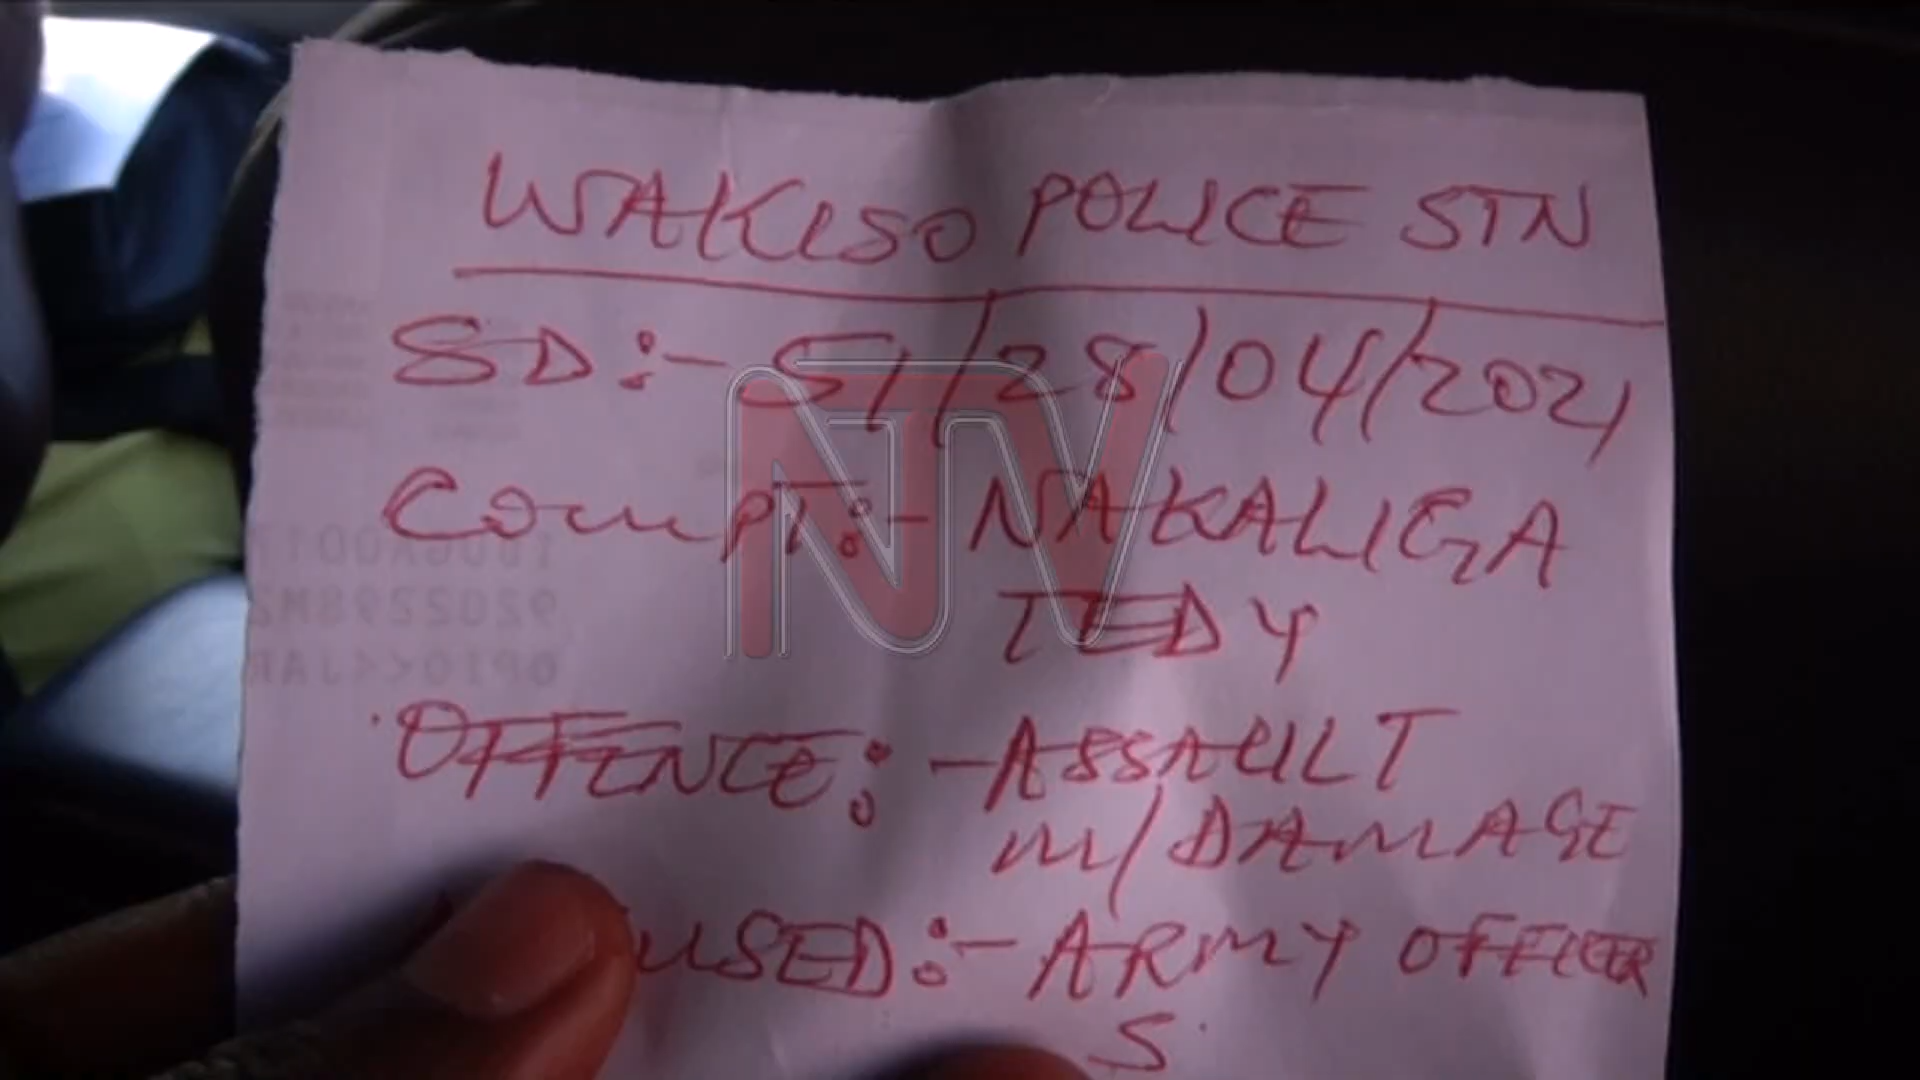 WAKISO POLICE STN
SD:- 51/28/04/2021
COMPT:- NAKALIGA
TEDY
OFFENCE:- ASSAULT
M/DAMAGE
USED:- ARMY OFFICER
S
NTV